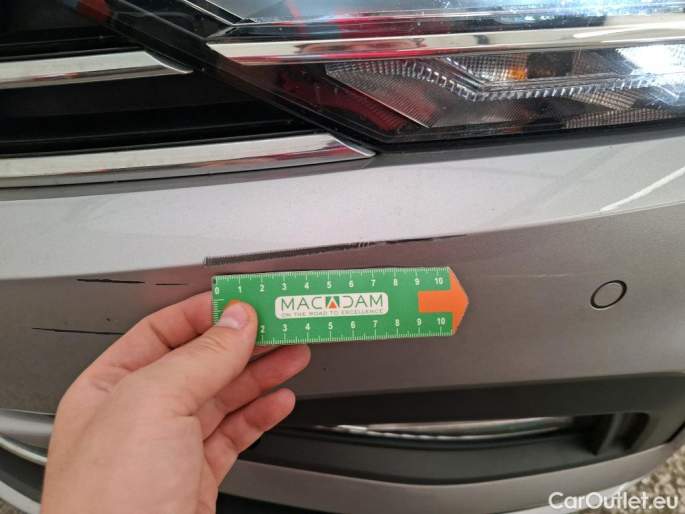 0 1 2 3 4 5 6 7 8 9 10
MACADAM
ON THE ROAD TO EXCELLENCE
2 3 4 5 6 7 8 9 10
CarOutlet.eu